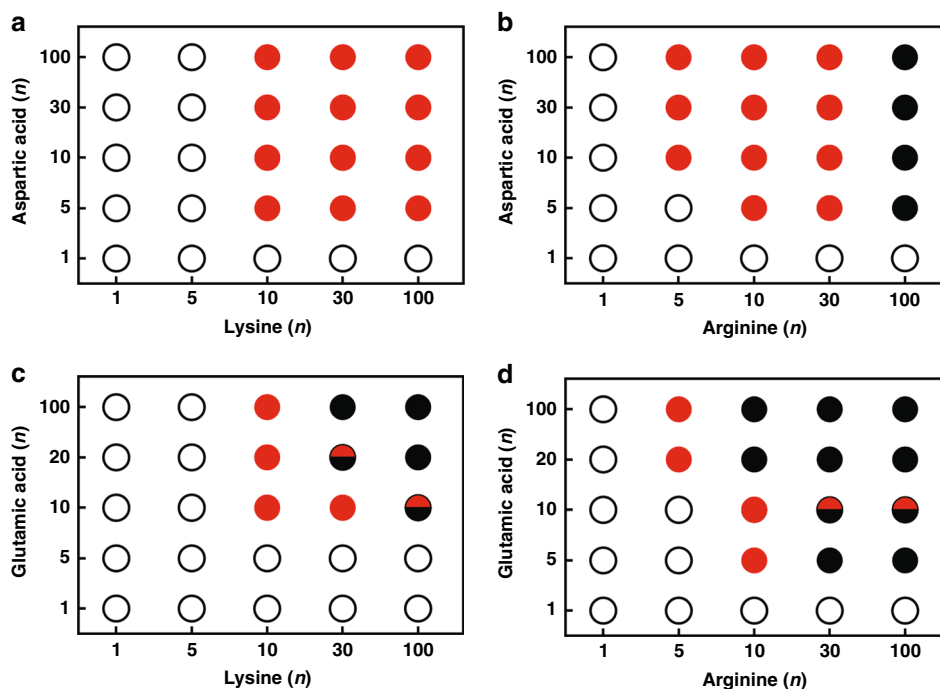 a
b
Aspartic acid (n)
100
30
10
5
1
1 5 10 30 100
Lysine (n)
Aspartic acid (n)
100
30
10
5
1
1 5 10 30 100
Arginine (n)
c
d
Glutamic acid (n)
100
20
10
5
1
1 5 10 30 100
Lysine (n)
Glutamic acid (n)
100
20
10
5
1
1 5 10 30 100
Arginine (n)